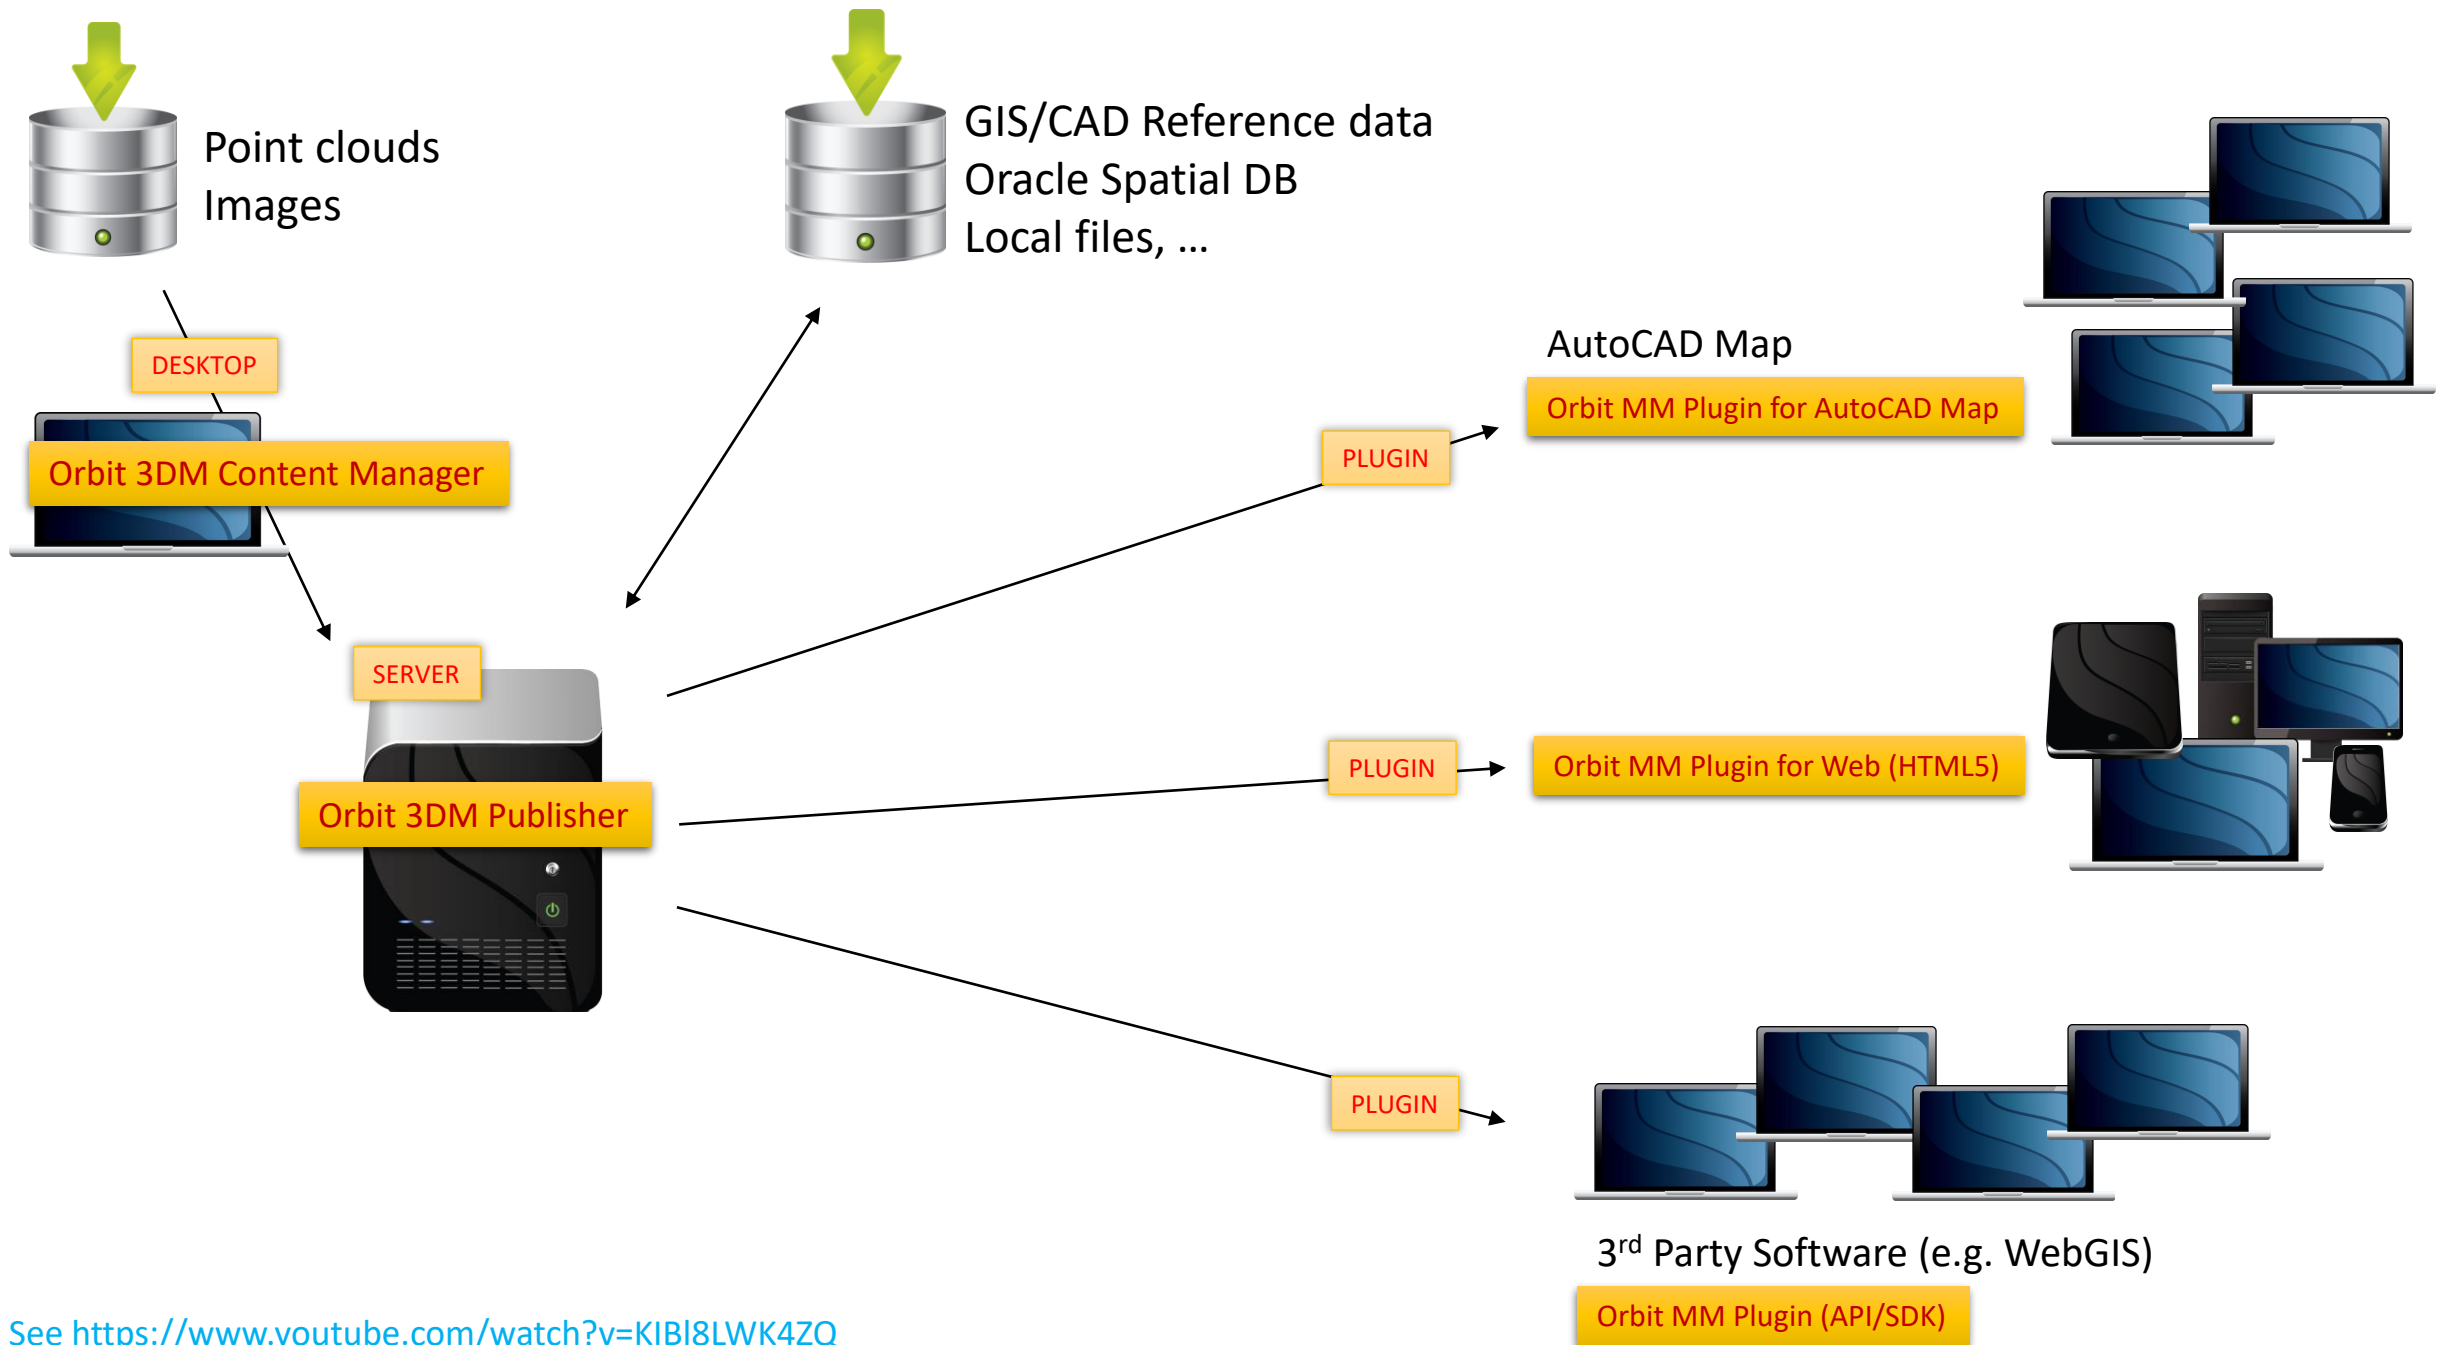 Point clouds
Images
GIS/CAD Reference data
Oracle Spatial DB
Local files, ...
DESKTOP
Orbit 3DM Content Manager
AutoCAD Map
Orbit MM Plugin for AutoCAD Map
PLUGIN
SERVER
Orbit 3DM Publisher
PLUGIN
Orbit MM Plugin for Web (HTML5)
PLUGIN
3rd Party Software (e.g. WebGIS)
Orbit MM Plugin (API/SDK)
See https://www.youtube.com/watch?v=KIBl8LWK4ZQ